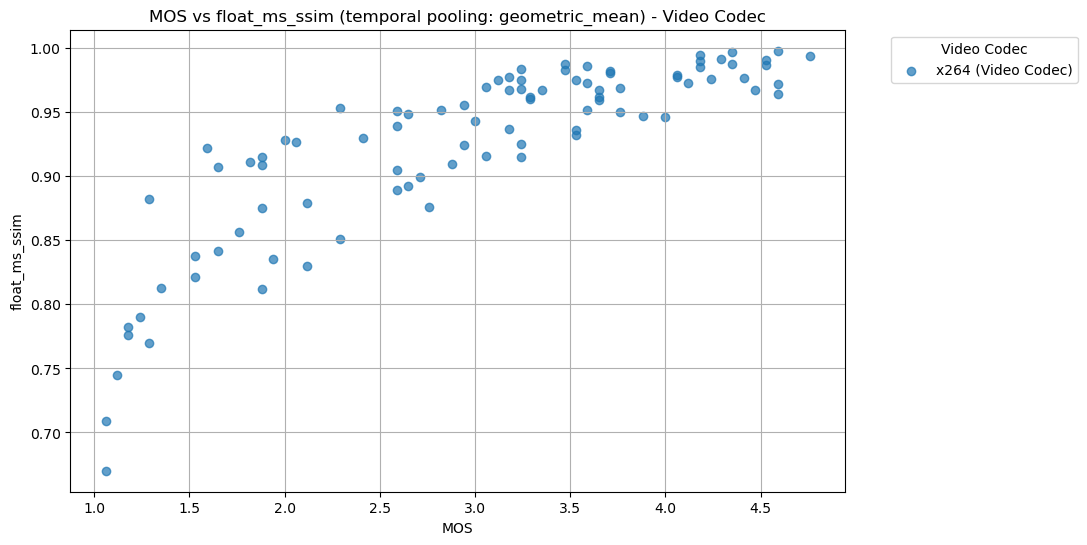 MOS vs float_ms_ssim (temporal pooling: geometric_mean) - Video Codec
Video Codec
x264 (Video Codec)
float_ms_ssim
1.00
0.95
0.90
0.85
0.80
0.75
0.70
1.0 1.5 2.0 2.5 3.0 3.5 4.0 4.5
MOS